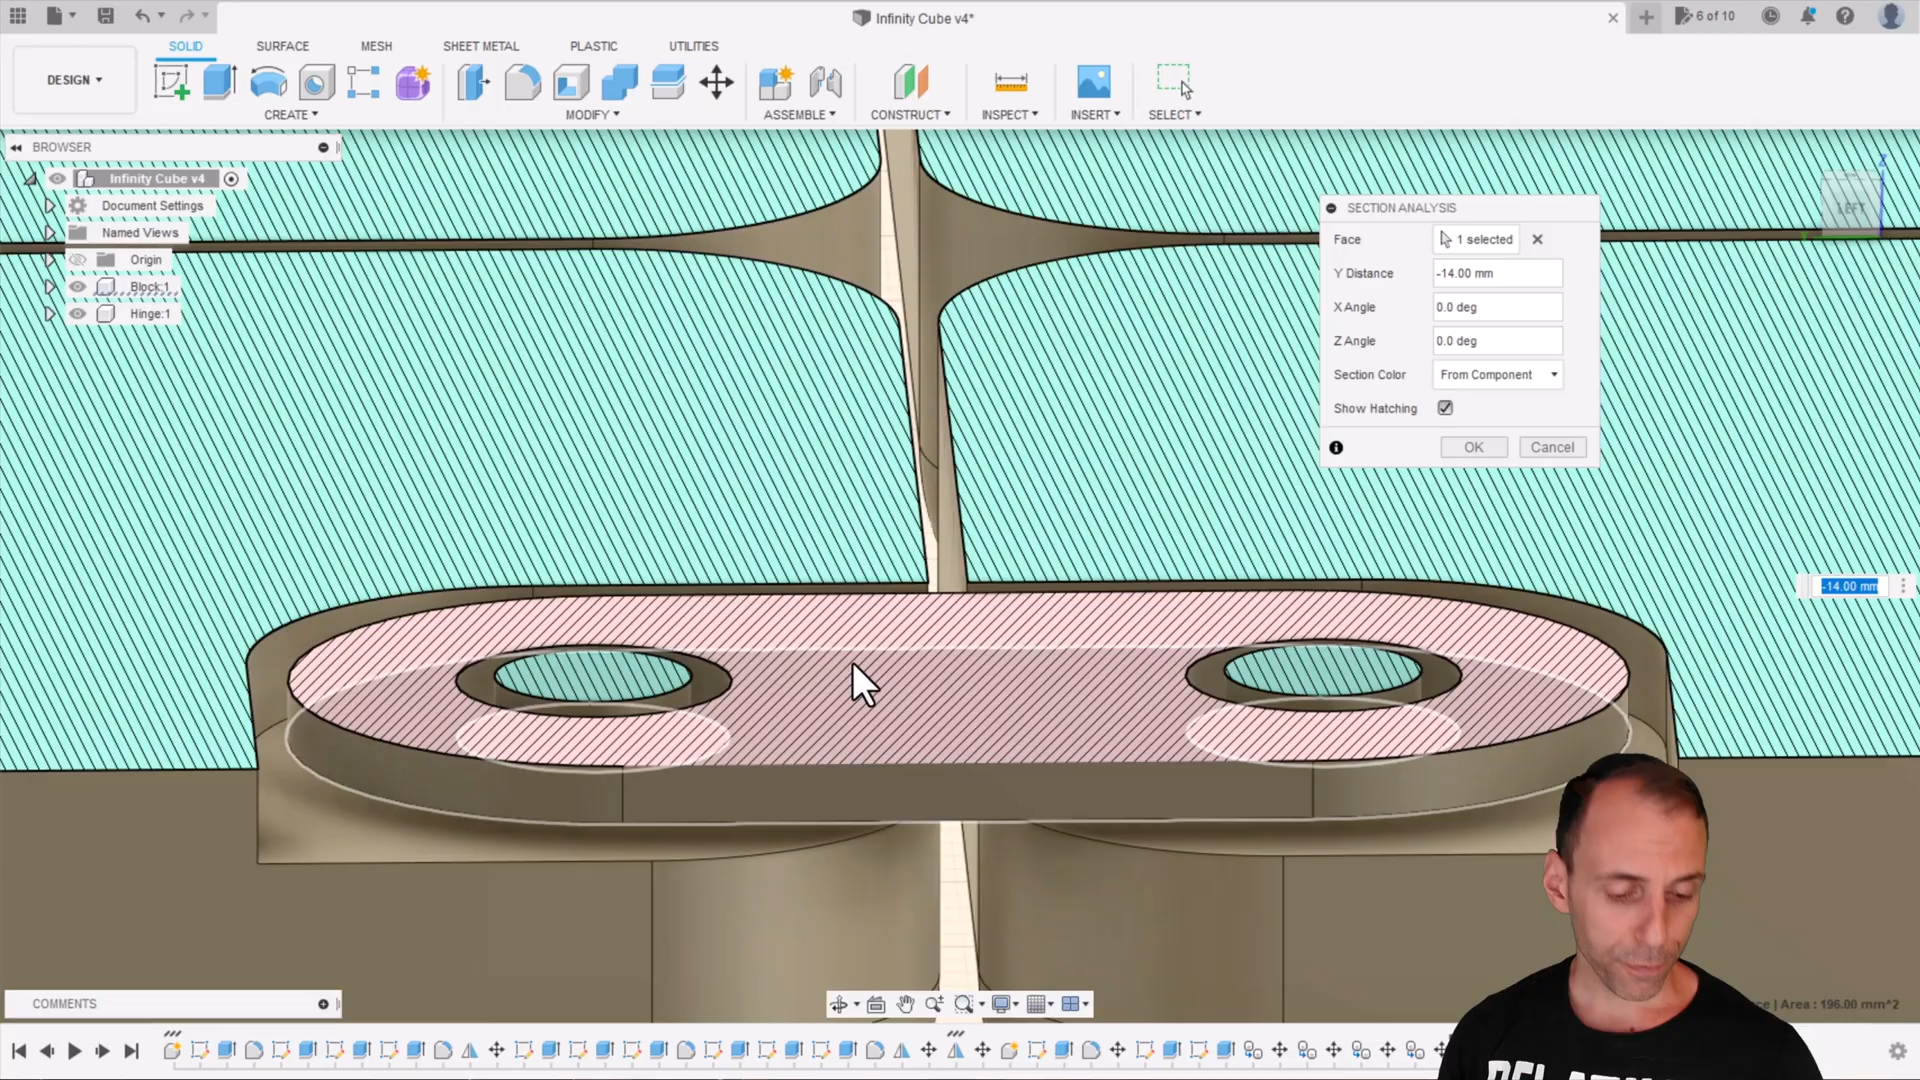 Infinity Cube v4*
6 of 10
DESIGN
SOLID
SURFACE
MESH
SHEET METAL
PLASTIC
UTILITIES
CREATE
MODIFY
ASSEMBLE
CONSTRUCT
INSPECT
INSERT
SELECT
BROWSER
Infinity Cube v4
Document Settings
Named Views
Origin
Block:1
Hinge:1
LEFT
Z
SECTION ANALYSIS
Face
1 selected
Y Distance
-14.00 mm
X Angle
0.0 deg
Z Angle
0.0 deg
Section Color
From Component
Show Hatching
OK
Cancel
-14.00 mm
COMMENTS
| Area : 196.00 mm^2